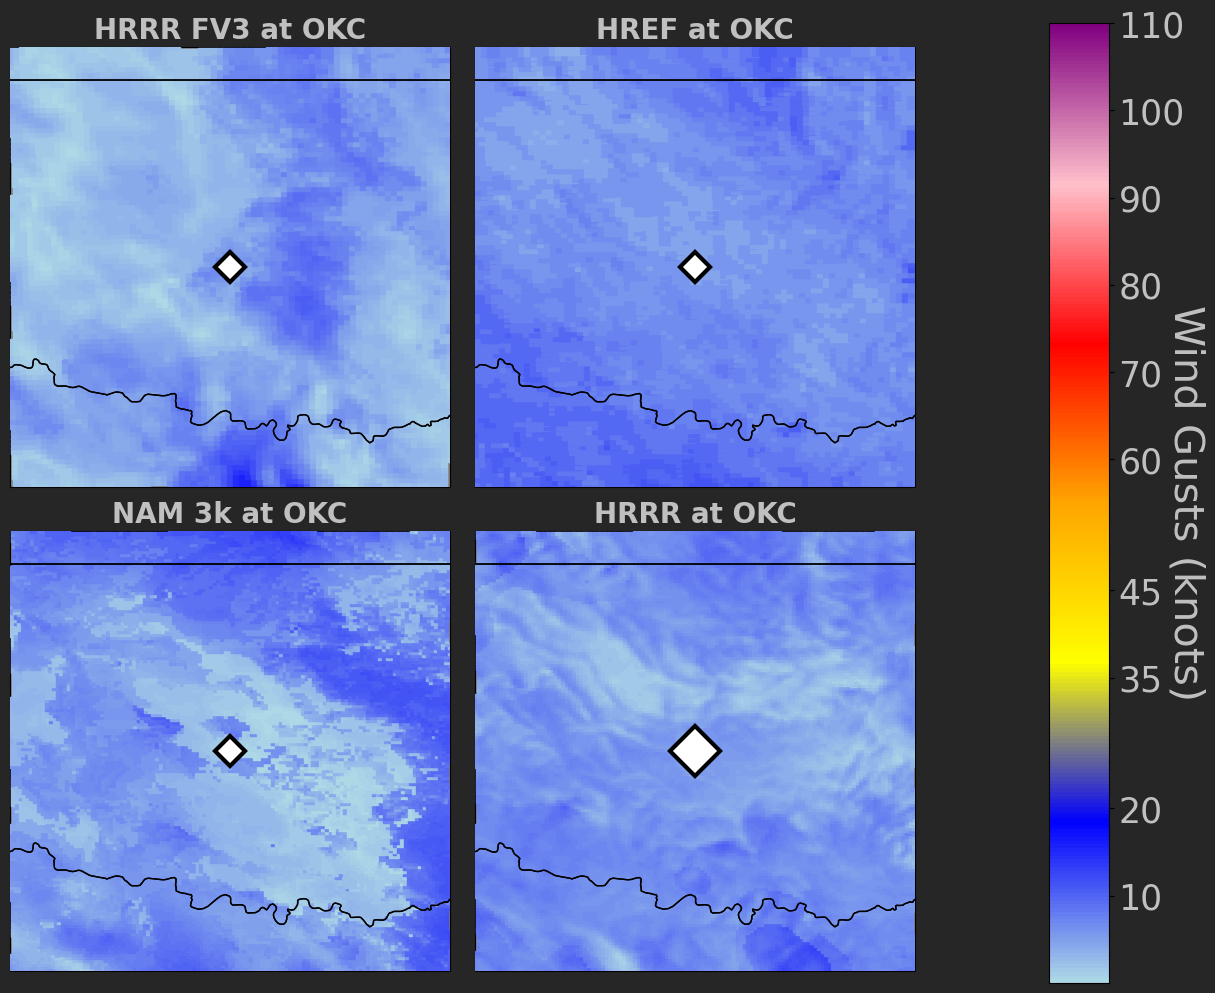 HRRR FV3 at OKC
HREF at OKC
NAM 3k at OKC
HRRR at OKC
110
100
90
80
70
60
45
35
20
10
Wind Gusts (knots)